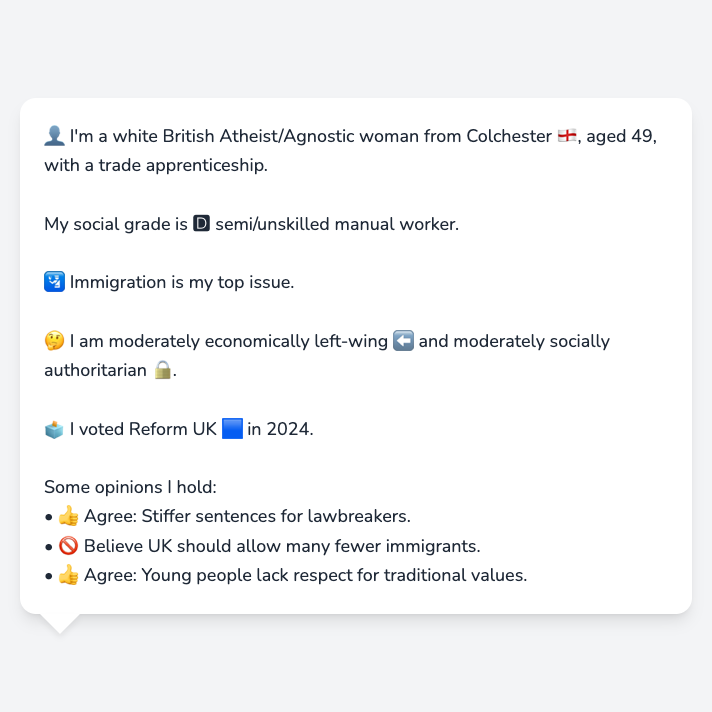 👤 I'm a white British Atheist/Agnostic woman from Colchester 🏴󠁧󠁢󠁥󠁮󠁧󠁿, aged 49,
with a trade apprenticeship.
My social grade is 🅳 semi/unskilled manual worker.
🛂 Immigration is my top issue.
🤔 I am moderately economically left-wing ⬅️ and moderately socially
authoritarian 🔒.
🗳️ I voted Reform UK 🟦 in 2024.
Some opinions I hold:
• 👍 Agree: Stiffer sentences for lawbreakers.
• 🚫 Believe UK should allow many fewer immigrants.
• 👍 Agree: Young people lack respect for traditional values.